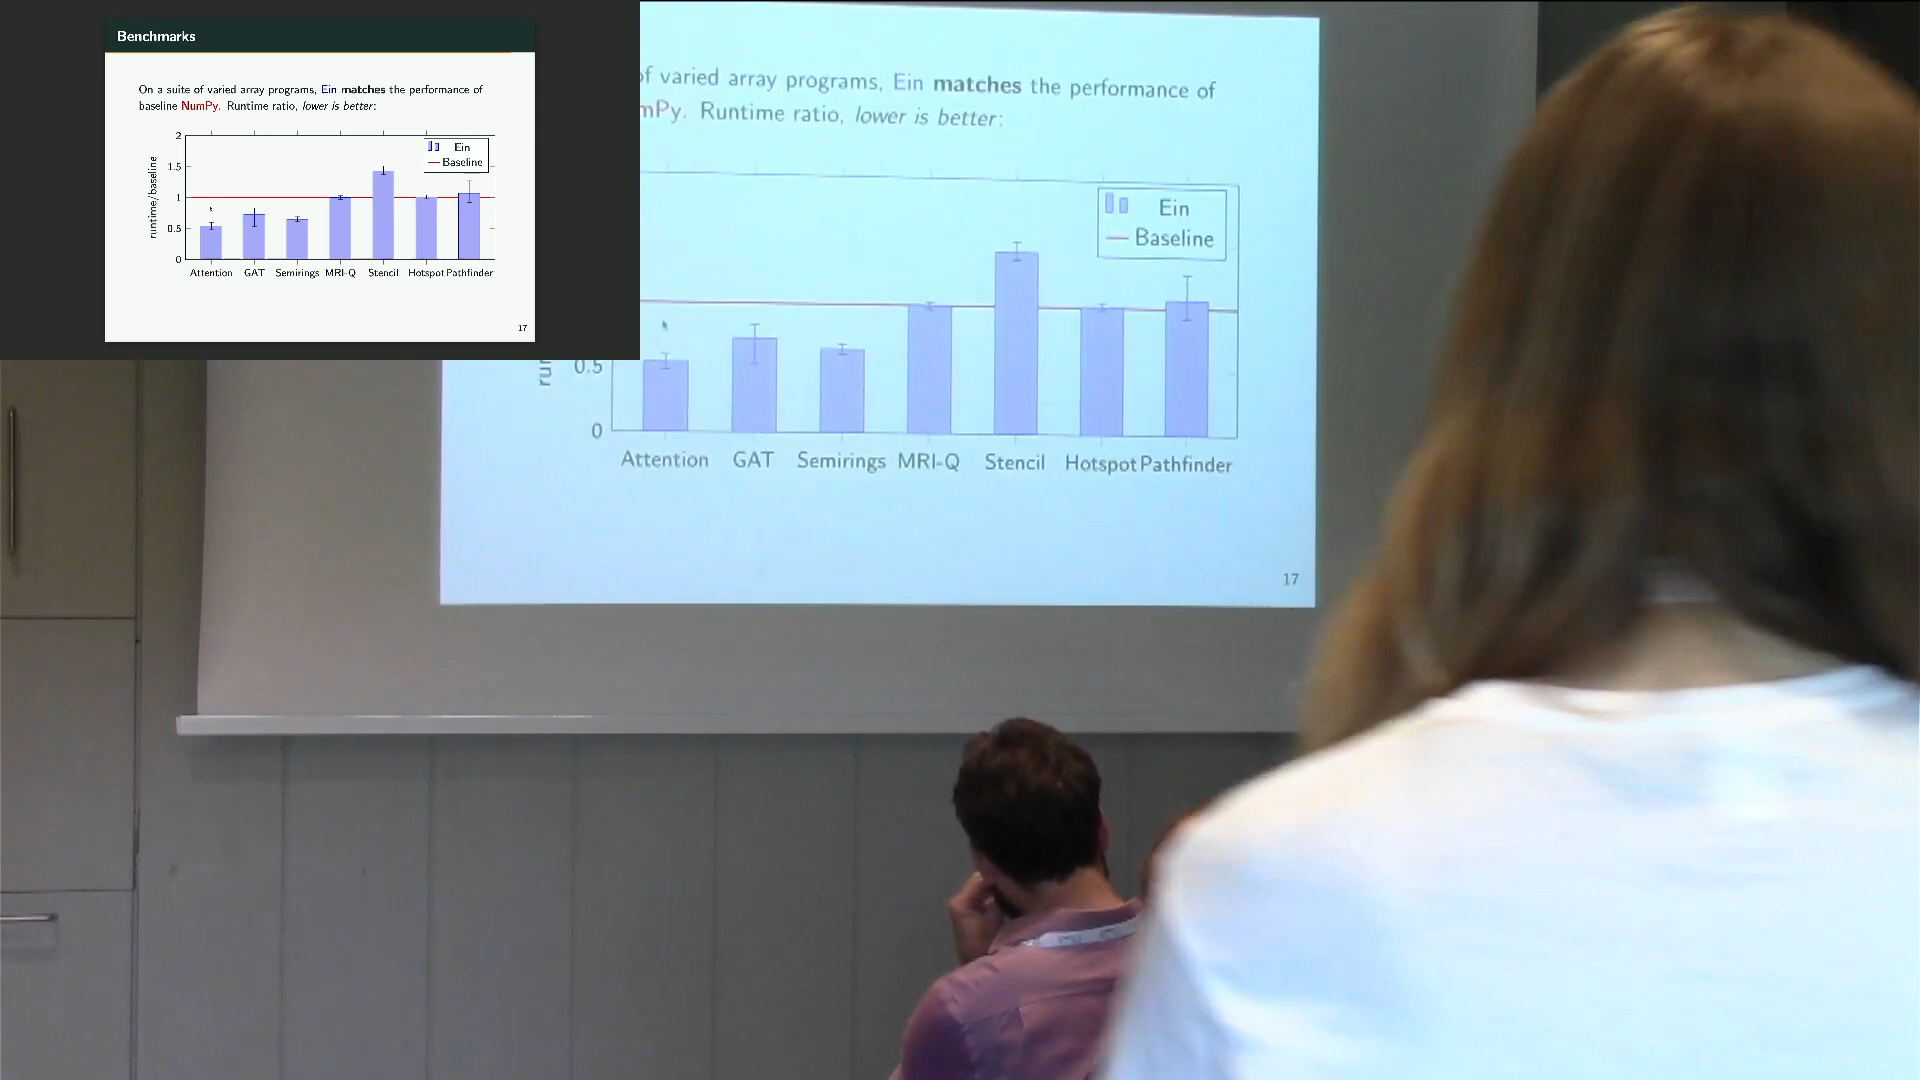 Benchmarks
On a suite of varied array programs, Ein matches the performance of
baseline NumPy. Runtime ratio, lower is better:
2
1.5
1
0.5
0
runtime/baseline
Ein
Baseline
Attention GAT Semirings MRI-Q Stencil Hotspot Pathfinder
17
of varied array programs, Ein matches the performance of
mPy. Runtime ratio, lower is better:
Ein
Baseline
run
0.5
0
Attention GAT Semirings MRI-Q Stencil Hotspot Pathfinder
17